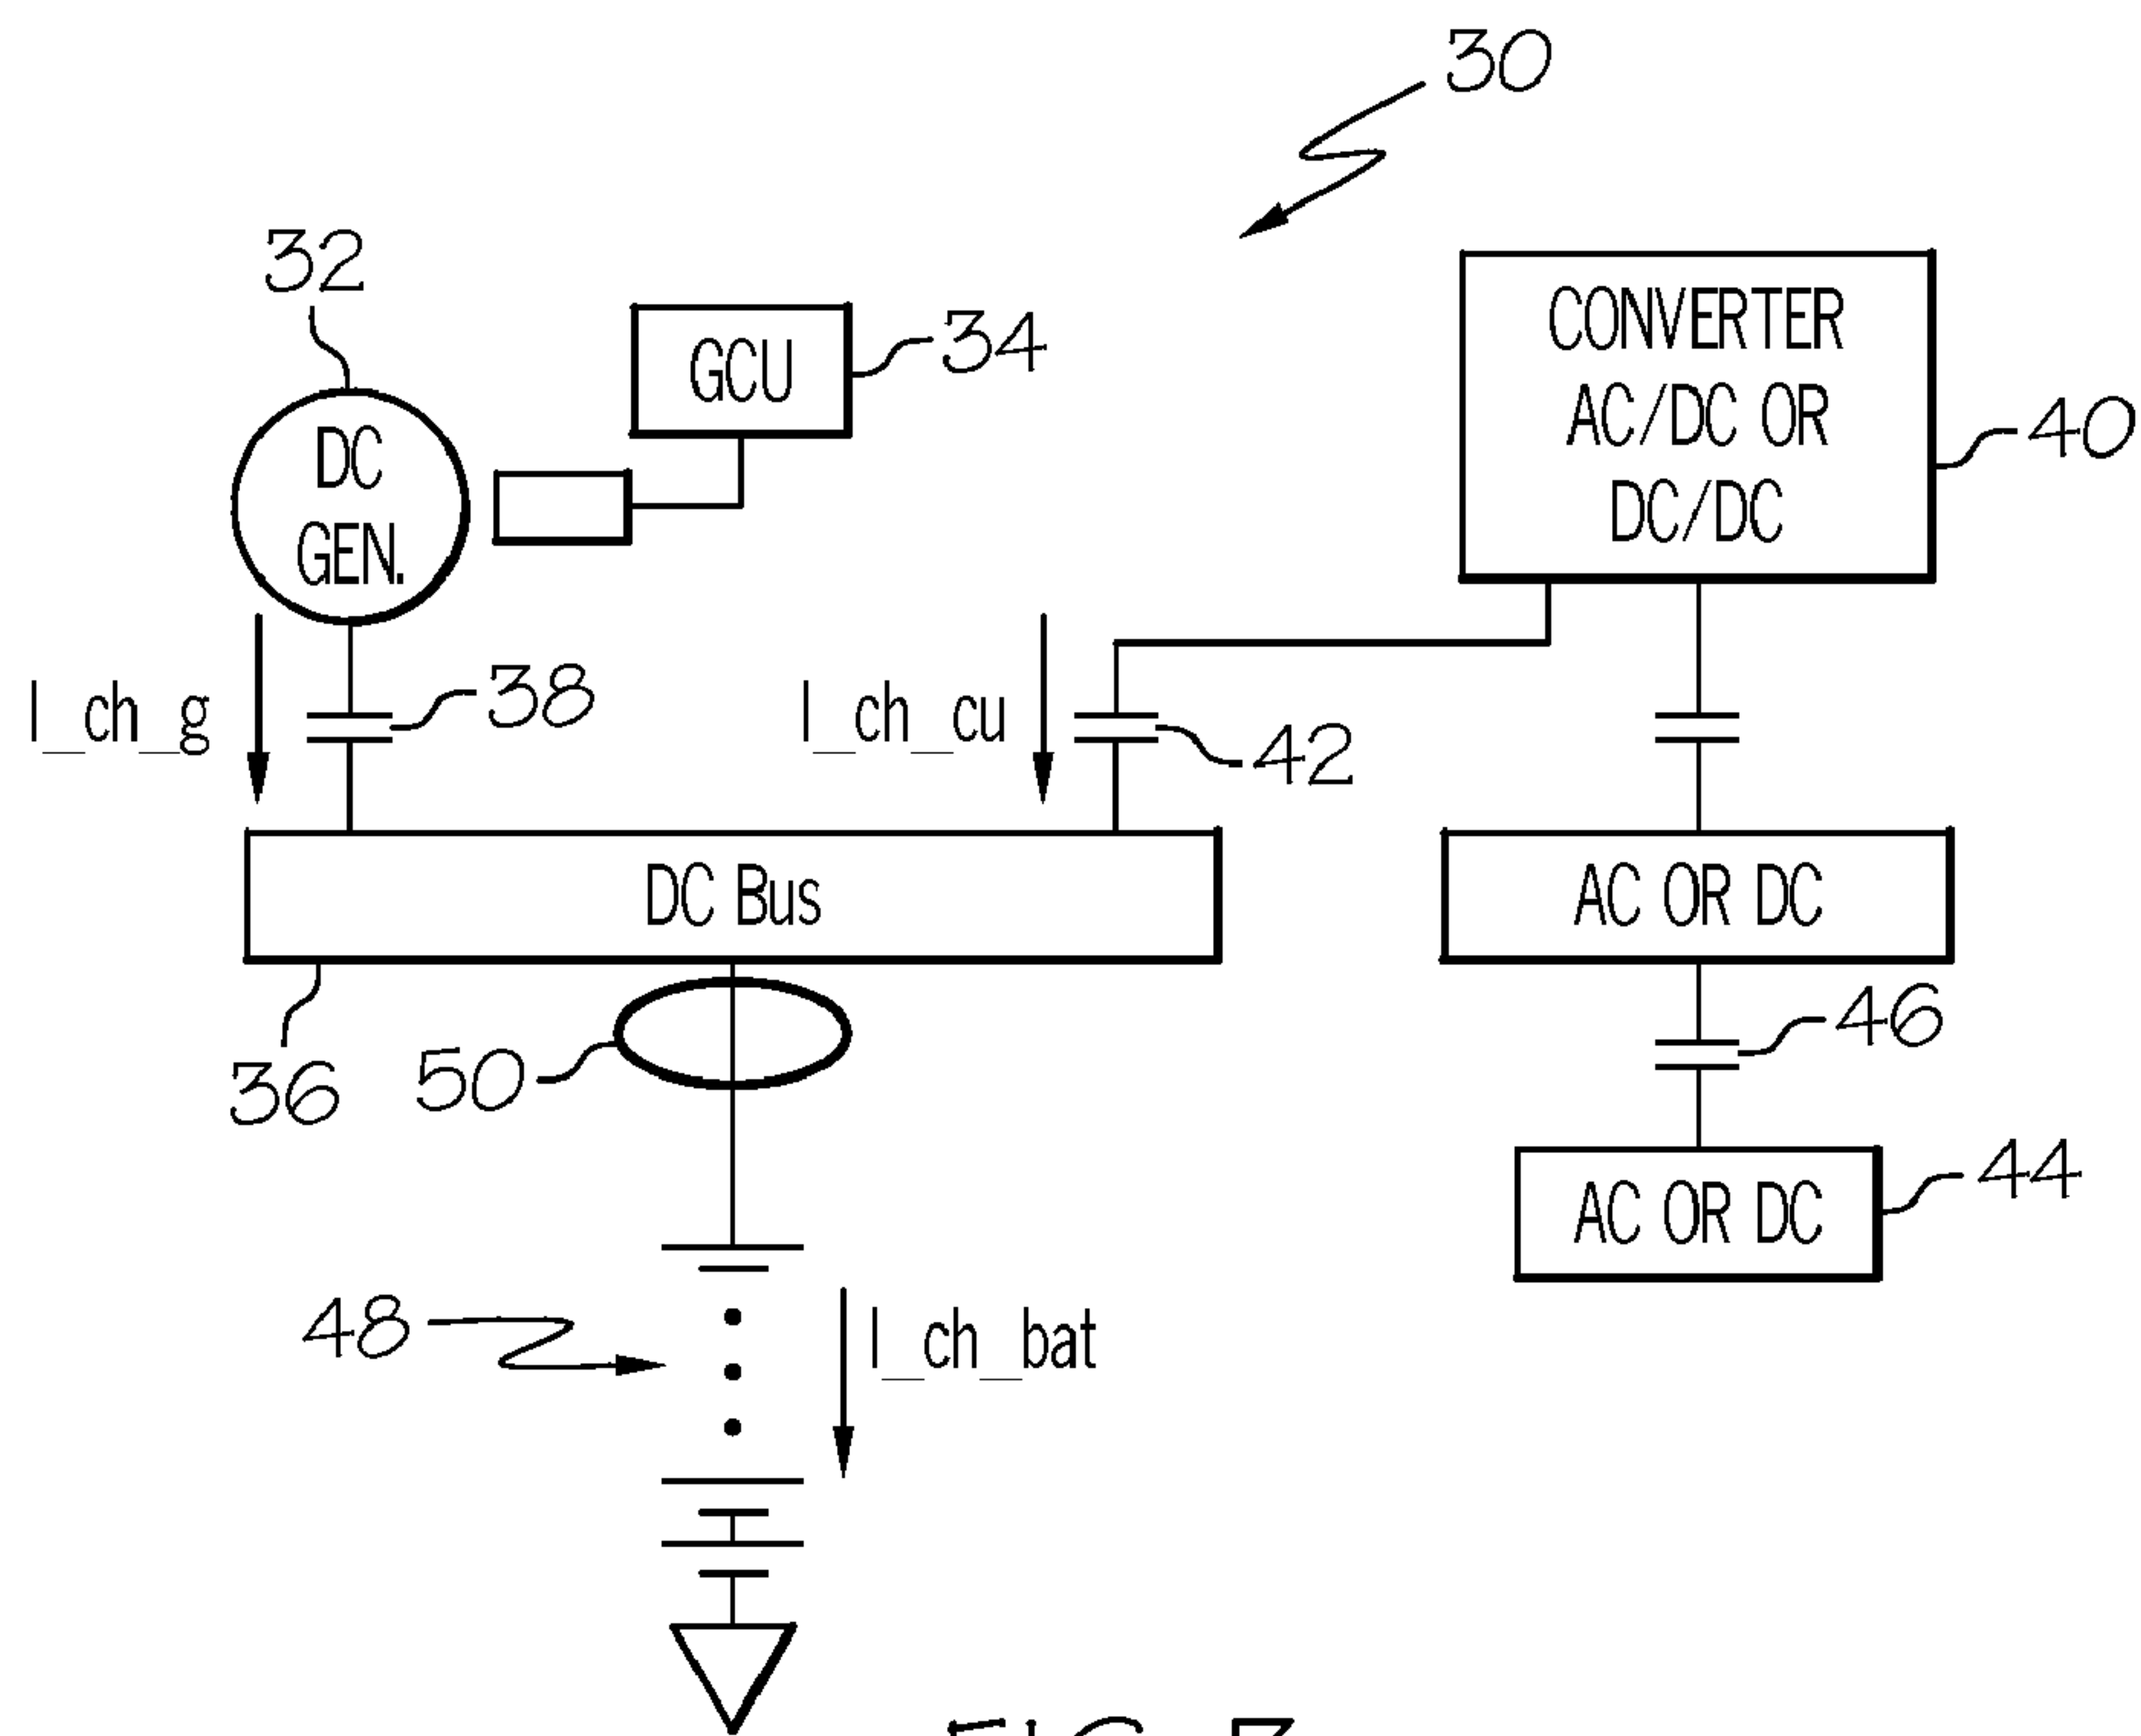 30
32
GCU
34
DC
GEN.
CONVERTER
AC/DC OR
DC/DC
40
I_ch_g
38
I_ch_cu
42
DC Bus
AC OR DC
36
50
46
AC OR DC
44
48
I_ch_bat